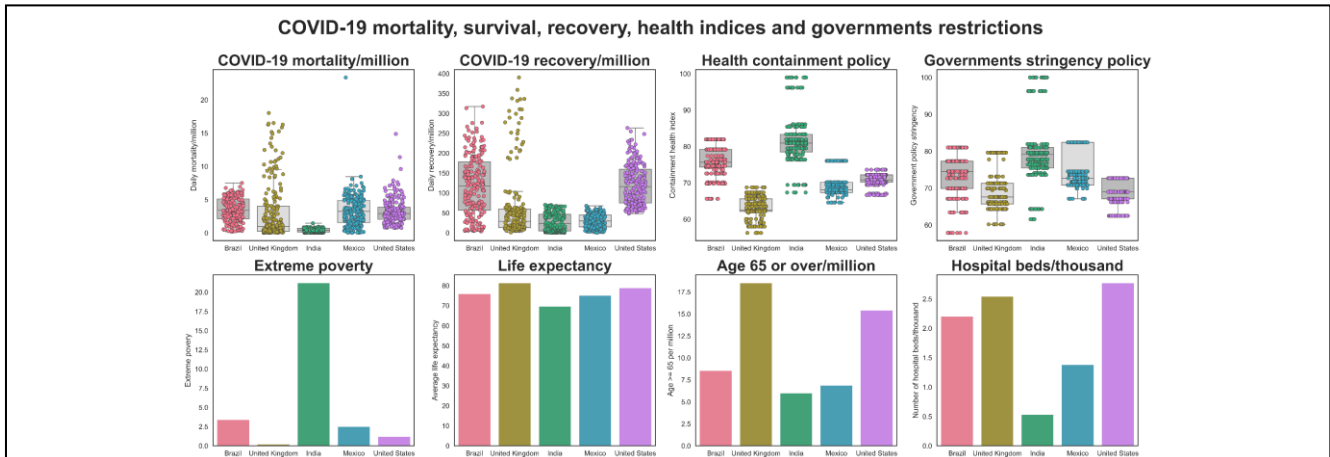 COVID-19 mortality, survival, recovery, health indices and governments restrictions
COVID-19 mortality/million
Daily mortality/million
20
15
10
5
0
Brazil United Kingdom India Mexico United States
COVID-19 recovery/million
Daily recovery/million
400
350
300
250
200
150
100
50
0
Brazil United Kingdom India Mexico United States
Health containment policy
Containment health index
100
90
80
70
60
Brazil United Kingdom India Mexico United States
Governments stringency policy
Government policy stringency
100
90
80
70
60
Brazil United Kingdom India Mexico United States
Extreme poverty
Extreme povery
20.0
17.5
15.0
12.5
10.0
7.5
5.0
2.5
0.0
Brazil United Kingdom India Mexico United States
Life expectancy
Average life expectancy
80
70
60
50
40
30
20
10
0
Brazil United Kingdom India Mexico United States
Age 65 or over/million
Age >= 65 per million
17.5
15.0
12.5
10.0
7.5
5.0
2.5
0.0
Brazil United Kingdom India Mexico United States
Hospital beds/thousand
Number of hospital beds/thousand
2.5
2.0
1.5
1.0
0.5
0.0
Brazil United Kingdom India Mexico United States